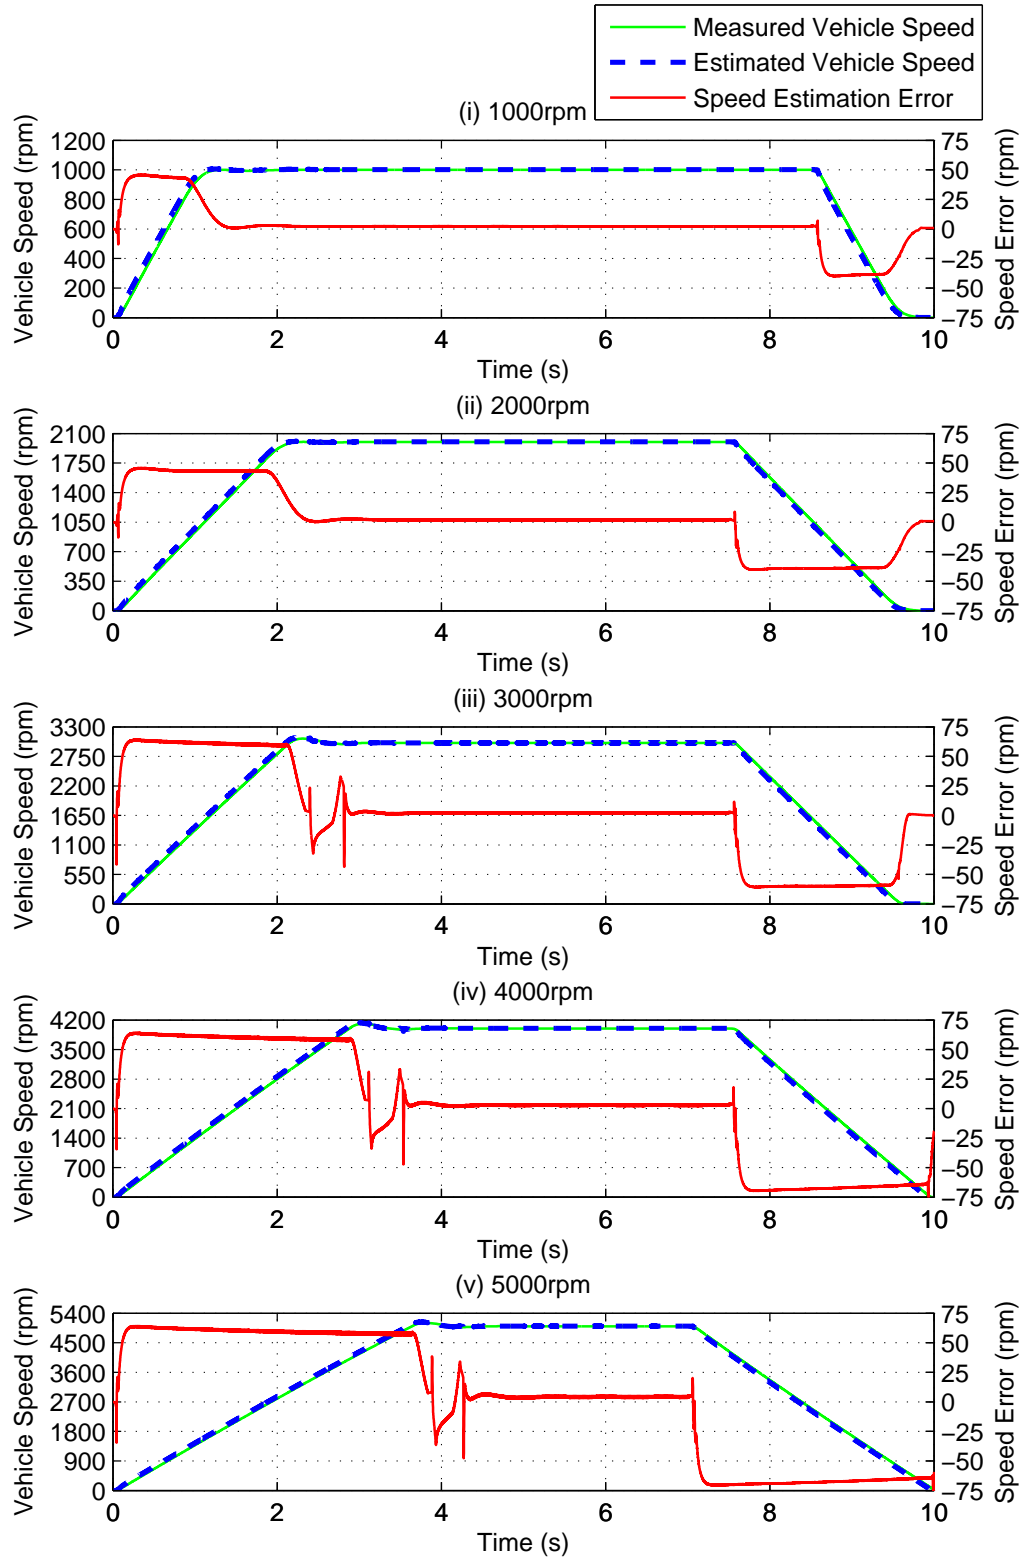 Measured Vehicle Speed
Estimated Vehicle Speed
Speed Estimation Error
(i) 1000rpm
Vehicle Speed (rpm)
1200
1000
800
600
400
200
0
75
50
25
0
−25
−50
−75
Speed Error (rpm)
0 2 4 6 8 10
Time (s)
(ii) 2000rpm
Vehicle Speed (rpm)
2100
1750
1400
1050
700
350
0
75
50
25
0
−25
−50
−75
Speed Error (rpm)
0 2 4 6 8 10
Time (s)
(iii) 3000rpm
Vehicle Speed (rpm)
3300
2750
2200
1650
1100
550
0
75
50
25
0
−25
−50
−75
Speed Error (rpm)
0 2 4 6 8 10
Time (s)
(iv) 4000rpm
Vehicle Speed (rpm)
4200
3500
2800
2100
1400
700
0
75
50
25
0
−25
−50
−75
Speed Error (rpm)
0 2 4 6 8 10
Time (s)
(v) 5000rpm
Vehicle Speed (rpm)
5400
4500
3600
2700
1800
900
0
75
50
25
0
−25
−50
−75
Speed Error (rpm)
0 2 4 6 8 10
Time (s)